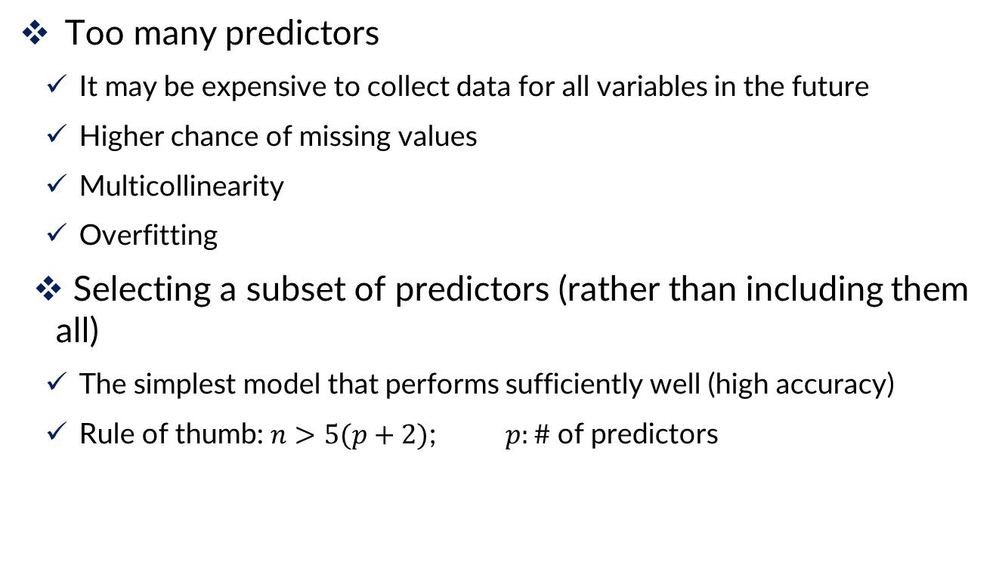 ❖ Too many predictors
✓ It may be expensive to collect data for all variables in the future
✓ Higher chance of missing values
✓ Multicollinearity
✓ Overfitting
❖ Selecting a subset of predictors (rather than including them
all)
✓ The simplest model that performs sufficiently well (high accuracy)
✓ Rule of thumb: 𝑛 > 5(𝑝 + 2); 𝑝: # of predictors